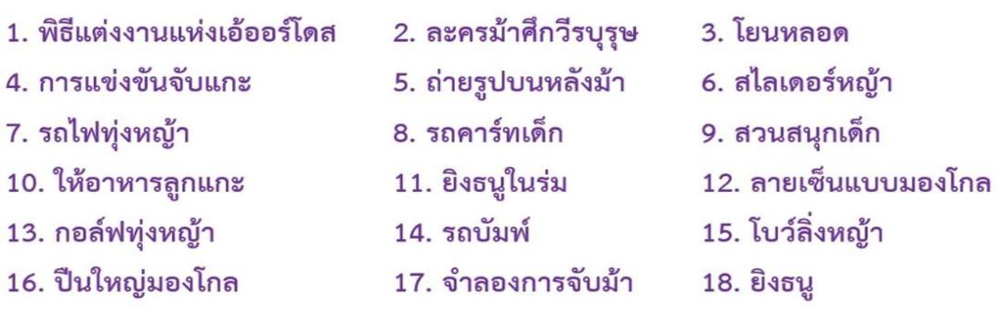 1. พิธีแต่งงานแห่งเอ้ออร์โดส 2. ละครม้าศึกวีรบุรุษ 3. โยนหลอด
4. การแข่งขันจับแกะ 5. ถ่ายรูปบนหลังม้า 6. สไลเดอร์หญ้า
7. รถไฟทุ่งหญ้า 8. รถคาร์ทเด็ก 9. สวนสนุกเด็ก
10. ให้อาหารลูกแกะ 11. ยิงธนูในร่ม 12. ลายเซ็นแบบมองโกล
13. กอล์ฟทุ่งหญ้า 14. รถบัมพ์ 15. โบว์ลิ่งหญ้า
16. ปืนใหญ่มองโกล 17. จำลองการจับม้า 18. ยิงธนู